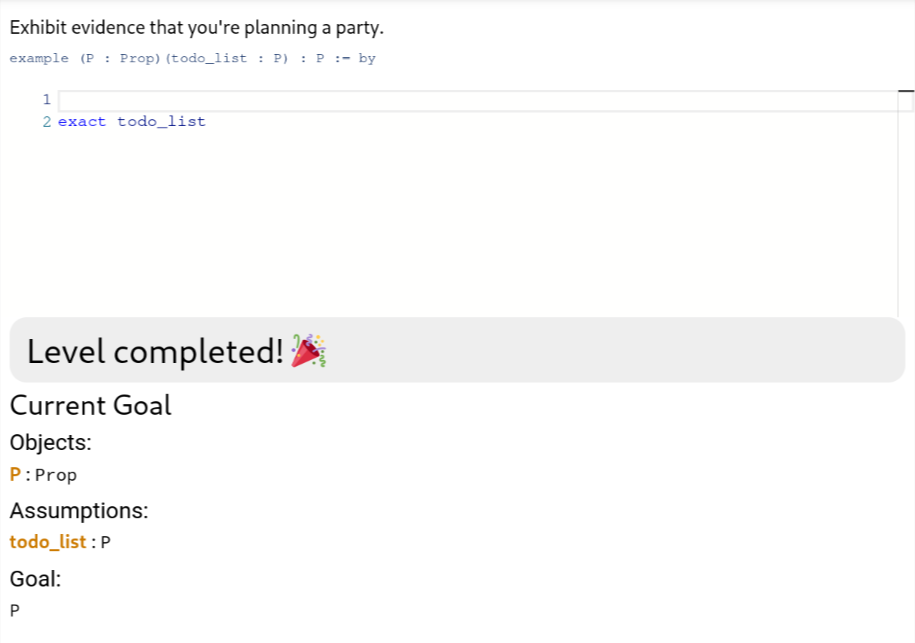 Exhibit evidence that you're planning a party.
example (P : Prop)(todo_list : P) : P := by
1
2 exact todo_list
Level completed! 🎉
Current Goal
Objects:
P : Prop
Assumptions:
todo_list : P
Goal:
P